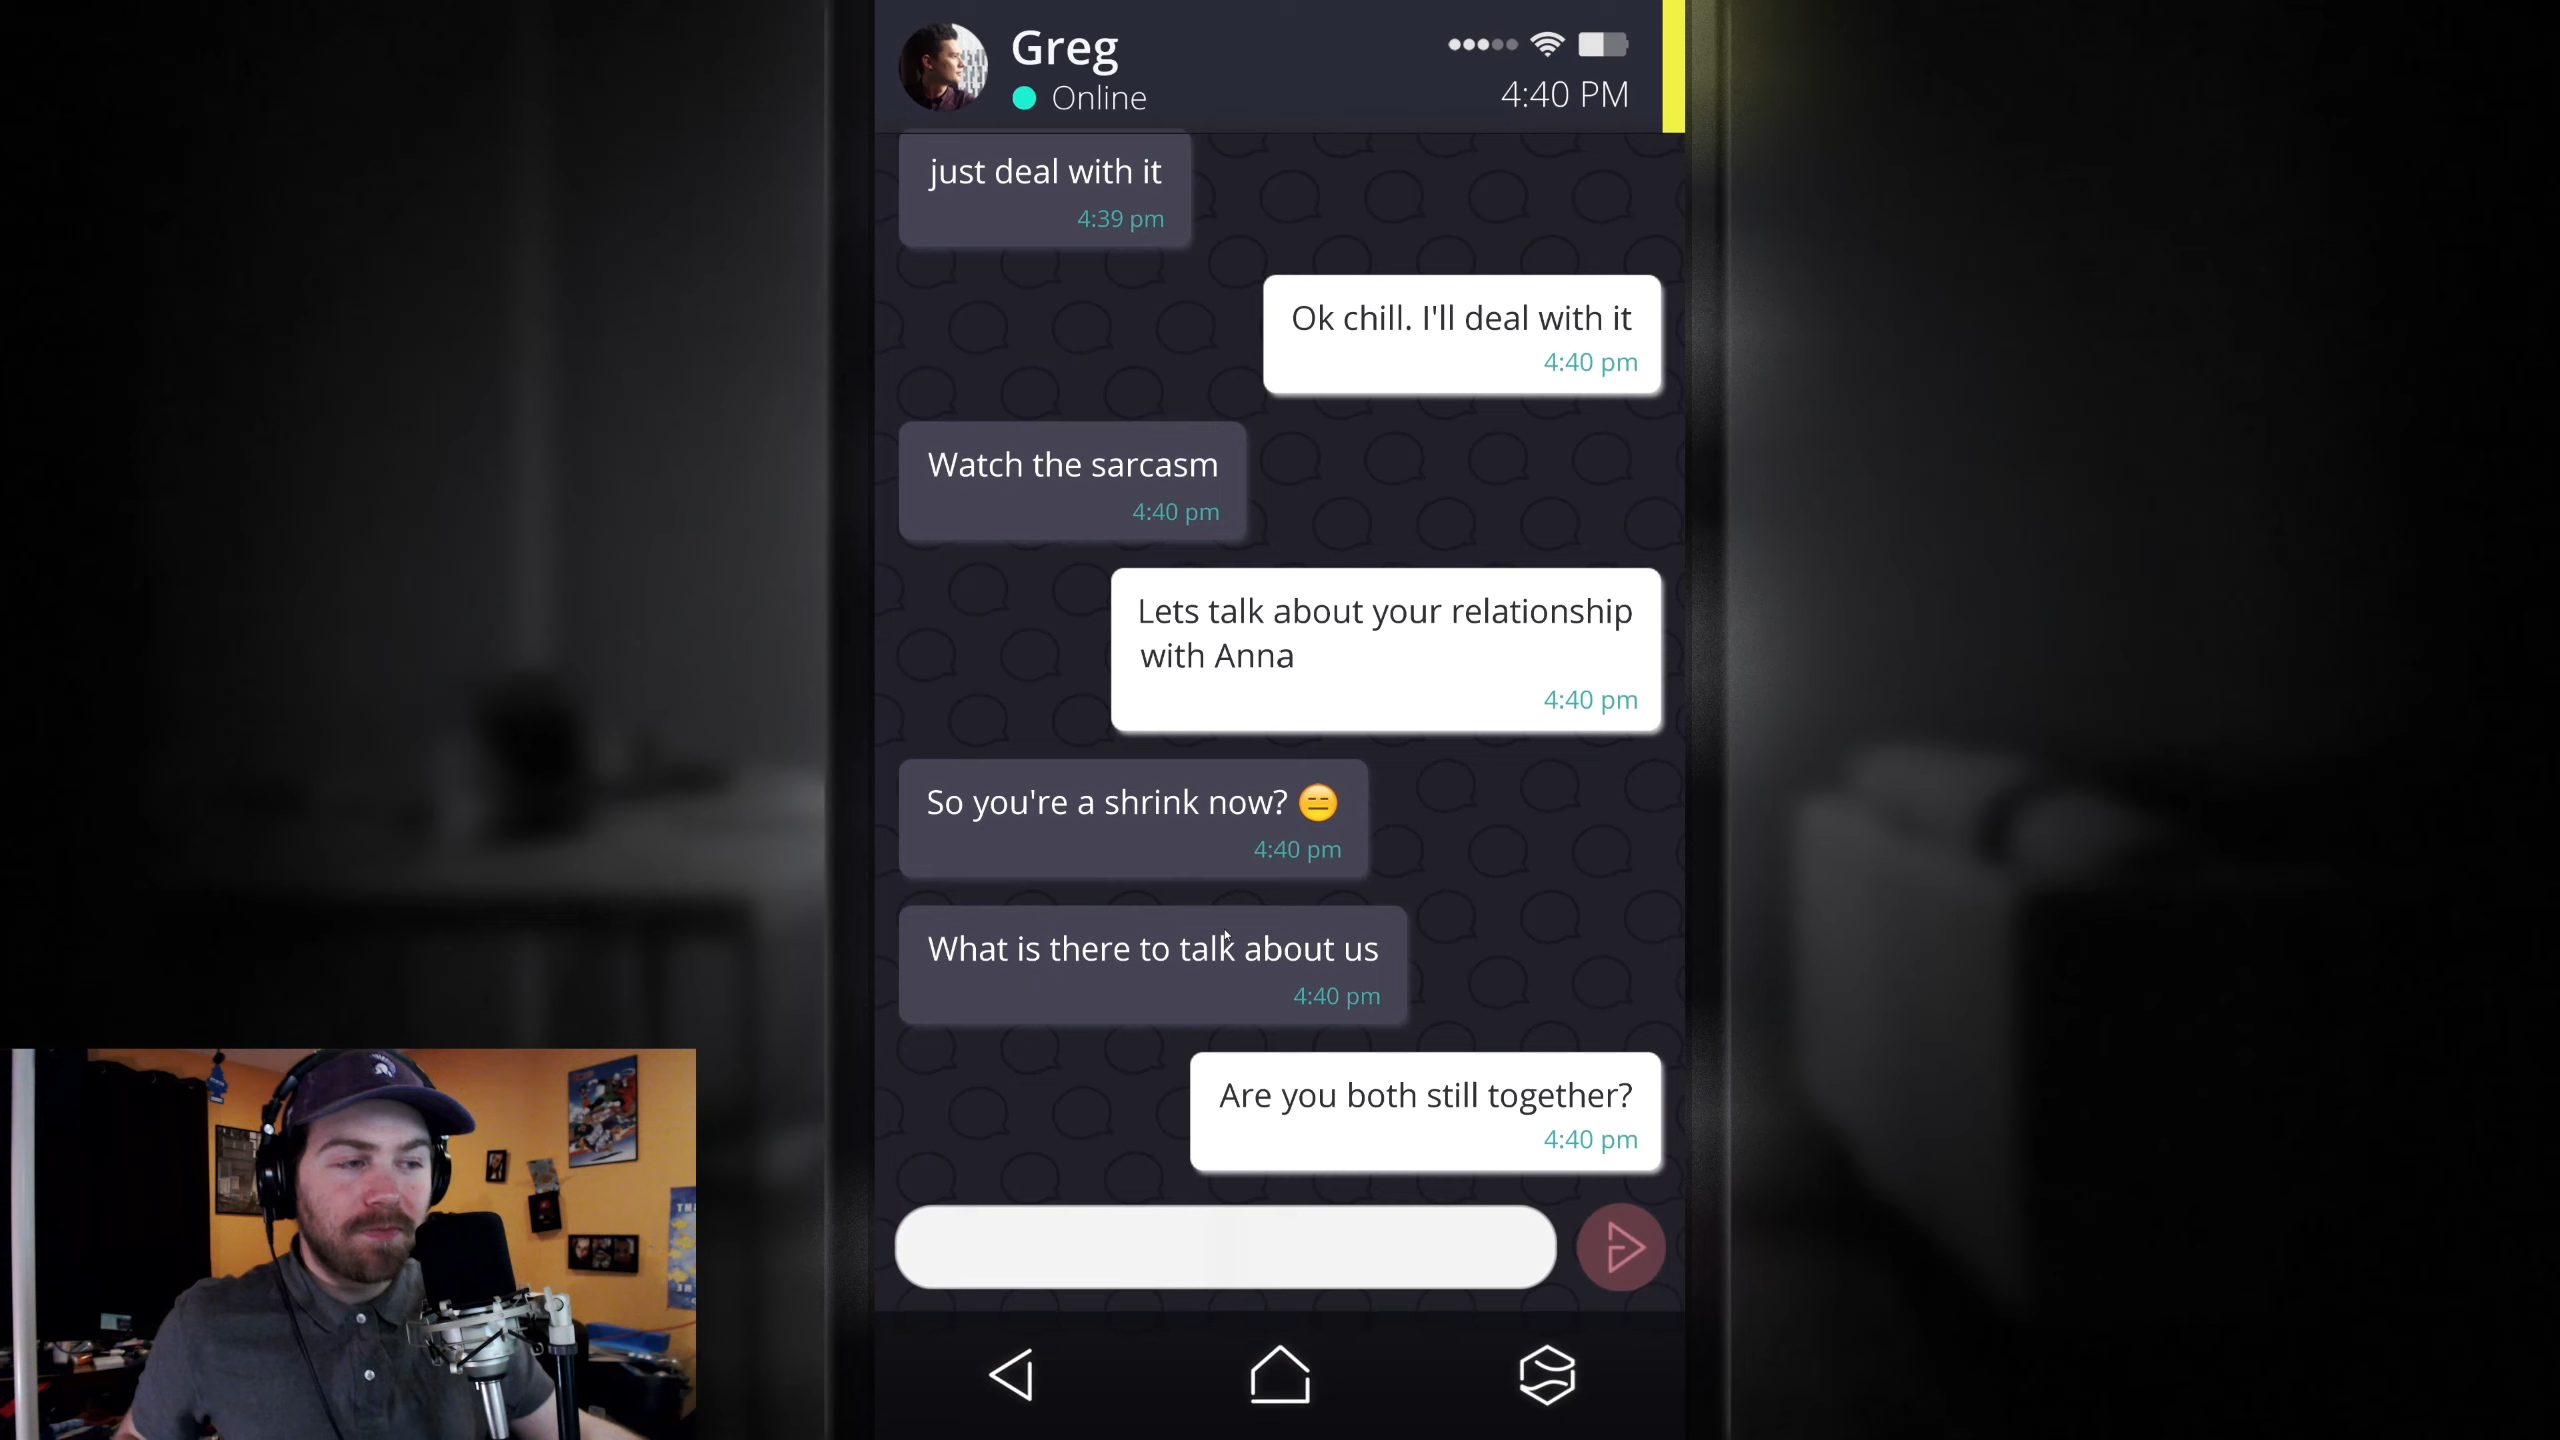 Greg
Online
4:40 PM
just deal with it
4:39 pm
Ok chill. I'll deal with it
4:40 pm
Watch the sarcasm
4:40 pm
Lets talk about your relationship
with Anna
4:40 pm
So you're a shrink now? 😑
4:40 pm
What is there to talk about us
4:40 pm
Are you both still together?
4:40 pm